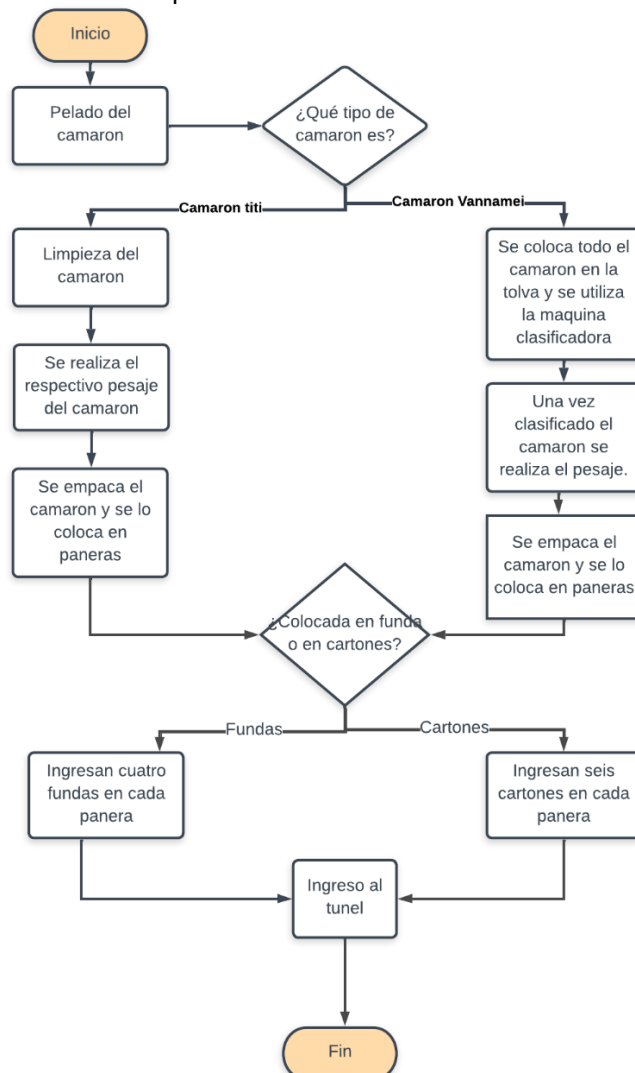 Inicio
Pelado del
camaron
¿Qué tipo de
camaron es?
Camaron titi
Camaron Vannamei
Limpieza del
camaron
Se coloca todo el
camaron en la
tolva y se utiliza
la maquina
clasificadora
Se realiza el
respectivo pesaje
del camaron
Una vez
clasificado el
camaron se
realiza el pesaje.
Se empaca el
camaron y se lo
coloca en
paneras
Se empaca el
camaron y se lo
coloca en paneras
¿Colocada en funda
o en cartones?
Fundas
Cartones
Ingresan cuatro
fundas en cada
panera
Ingresan seis
cartones en cada
panera
Ingreso al
tunel
Fin